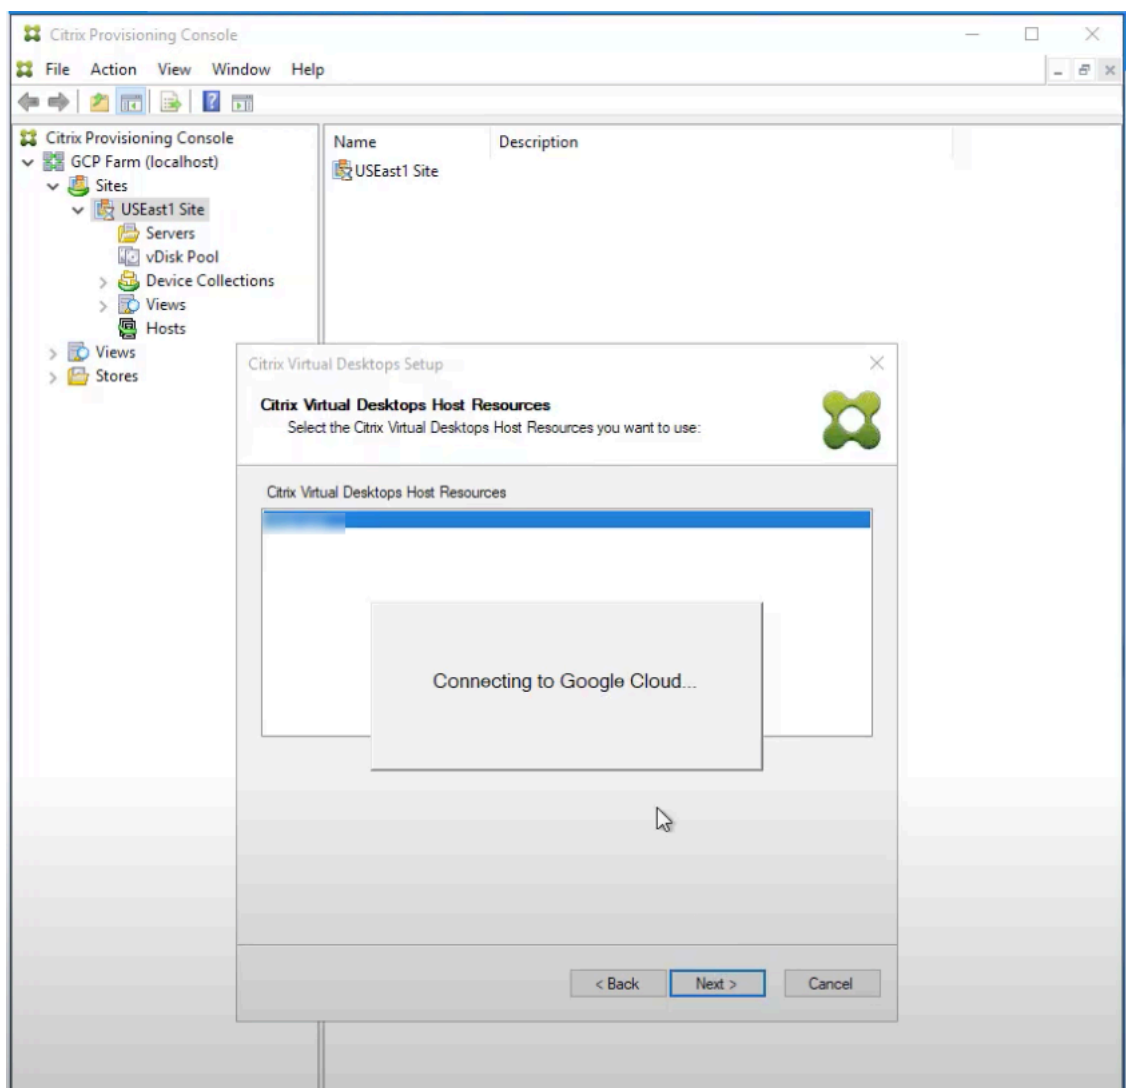 Citrix Provisioning Console
File Action View Window Help
Citrix Provisioning Console
GCP Farm (localhost)
Sites
USEast1 Site
Servers
vDisk Pool
Device Collections
Views
Hosts
Views
Stores
Name Description
USEast1 Site
Citrix Virtual Desktops Setup
Citrix Virtual Desktops Host Resources
Select the Citrix Virtual Desktops Host Resources you want to use:
Citrix Virtual Desktops Host Resources
Connecting to Google Cloud...
< Back Next > Cancel